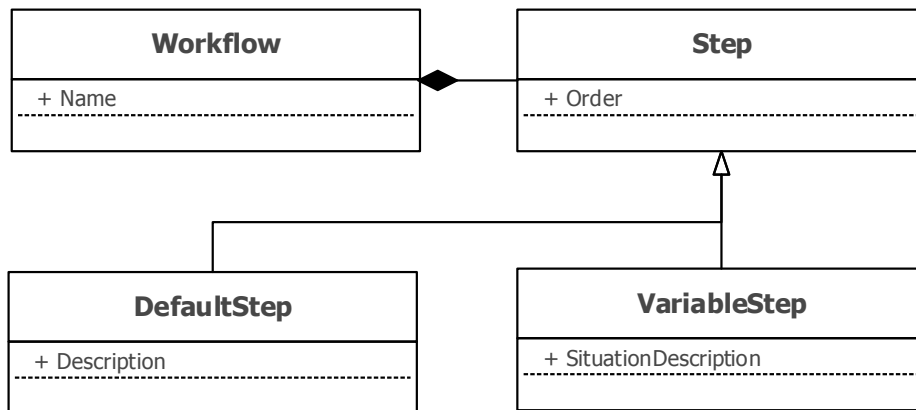 Workflow
+ Name
Step
+ Order
DefaultStep
+ Description
VariableStep
+ SituationDescription